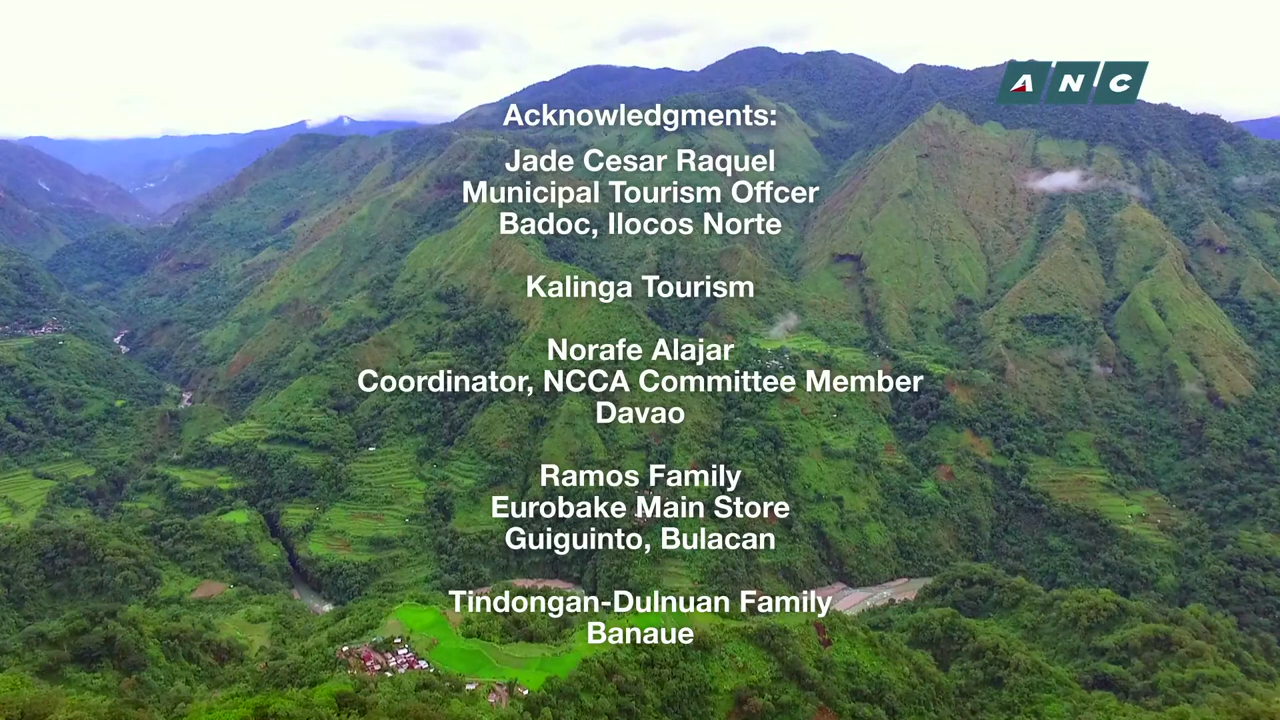 ANC
Acknowledgments:
Jade Cesar Raquel
Municipal Tourism Offcer
Badoc, Ilocos Norte
Kalinga Tourism
Norafe Alajar
Coordinator, NCCA Committee Member
Davao
Ramos Family
Eurobake Main Store
Guiguinto, Bulacan
Tindongan-Dulnuan Family
Banaue